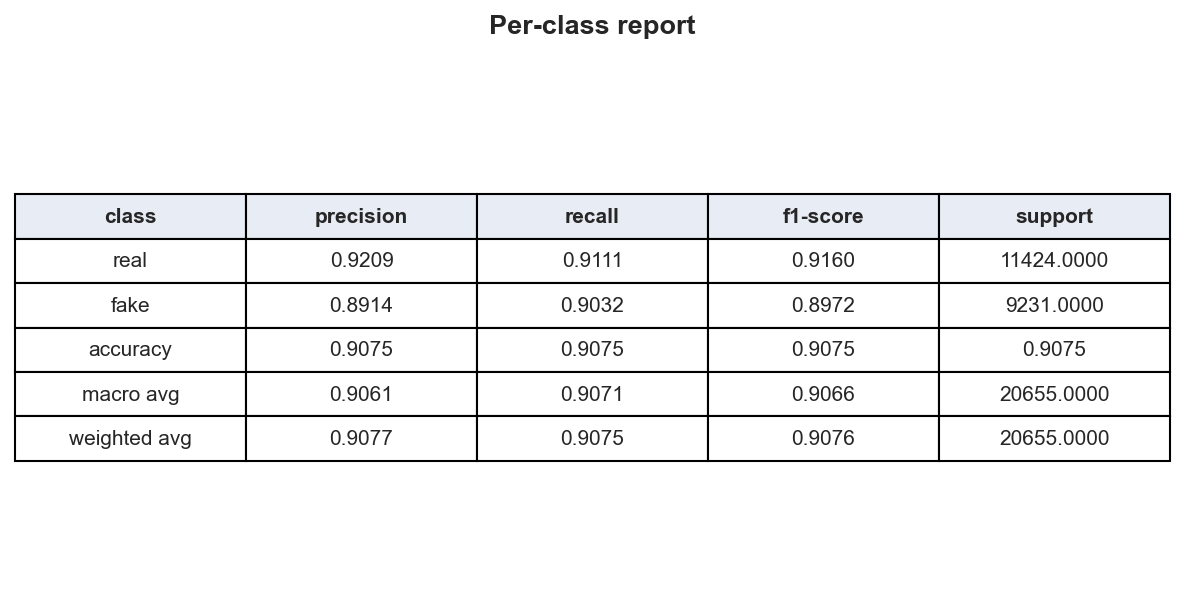 Per-class report
class precision recall f1-score support
real 0.9209 0.9111 0.9160 11424.0000
fake 0.8914 0.9032 0.8972 9231.0000
accuracy 0.9075 0.9075 0.9075 0.9075
macro avg 0.9061 0.9071 0.9066 20655.0000
weighted avg 0.9077 0.9075 0.9076 20655.0000